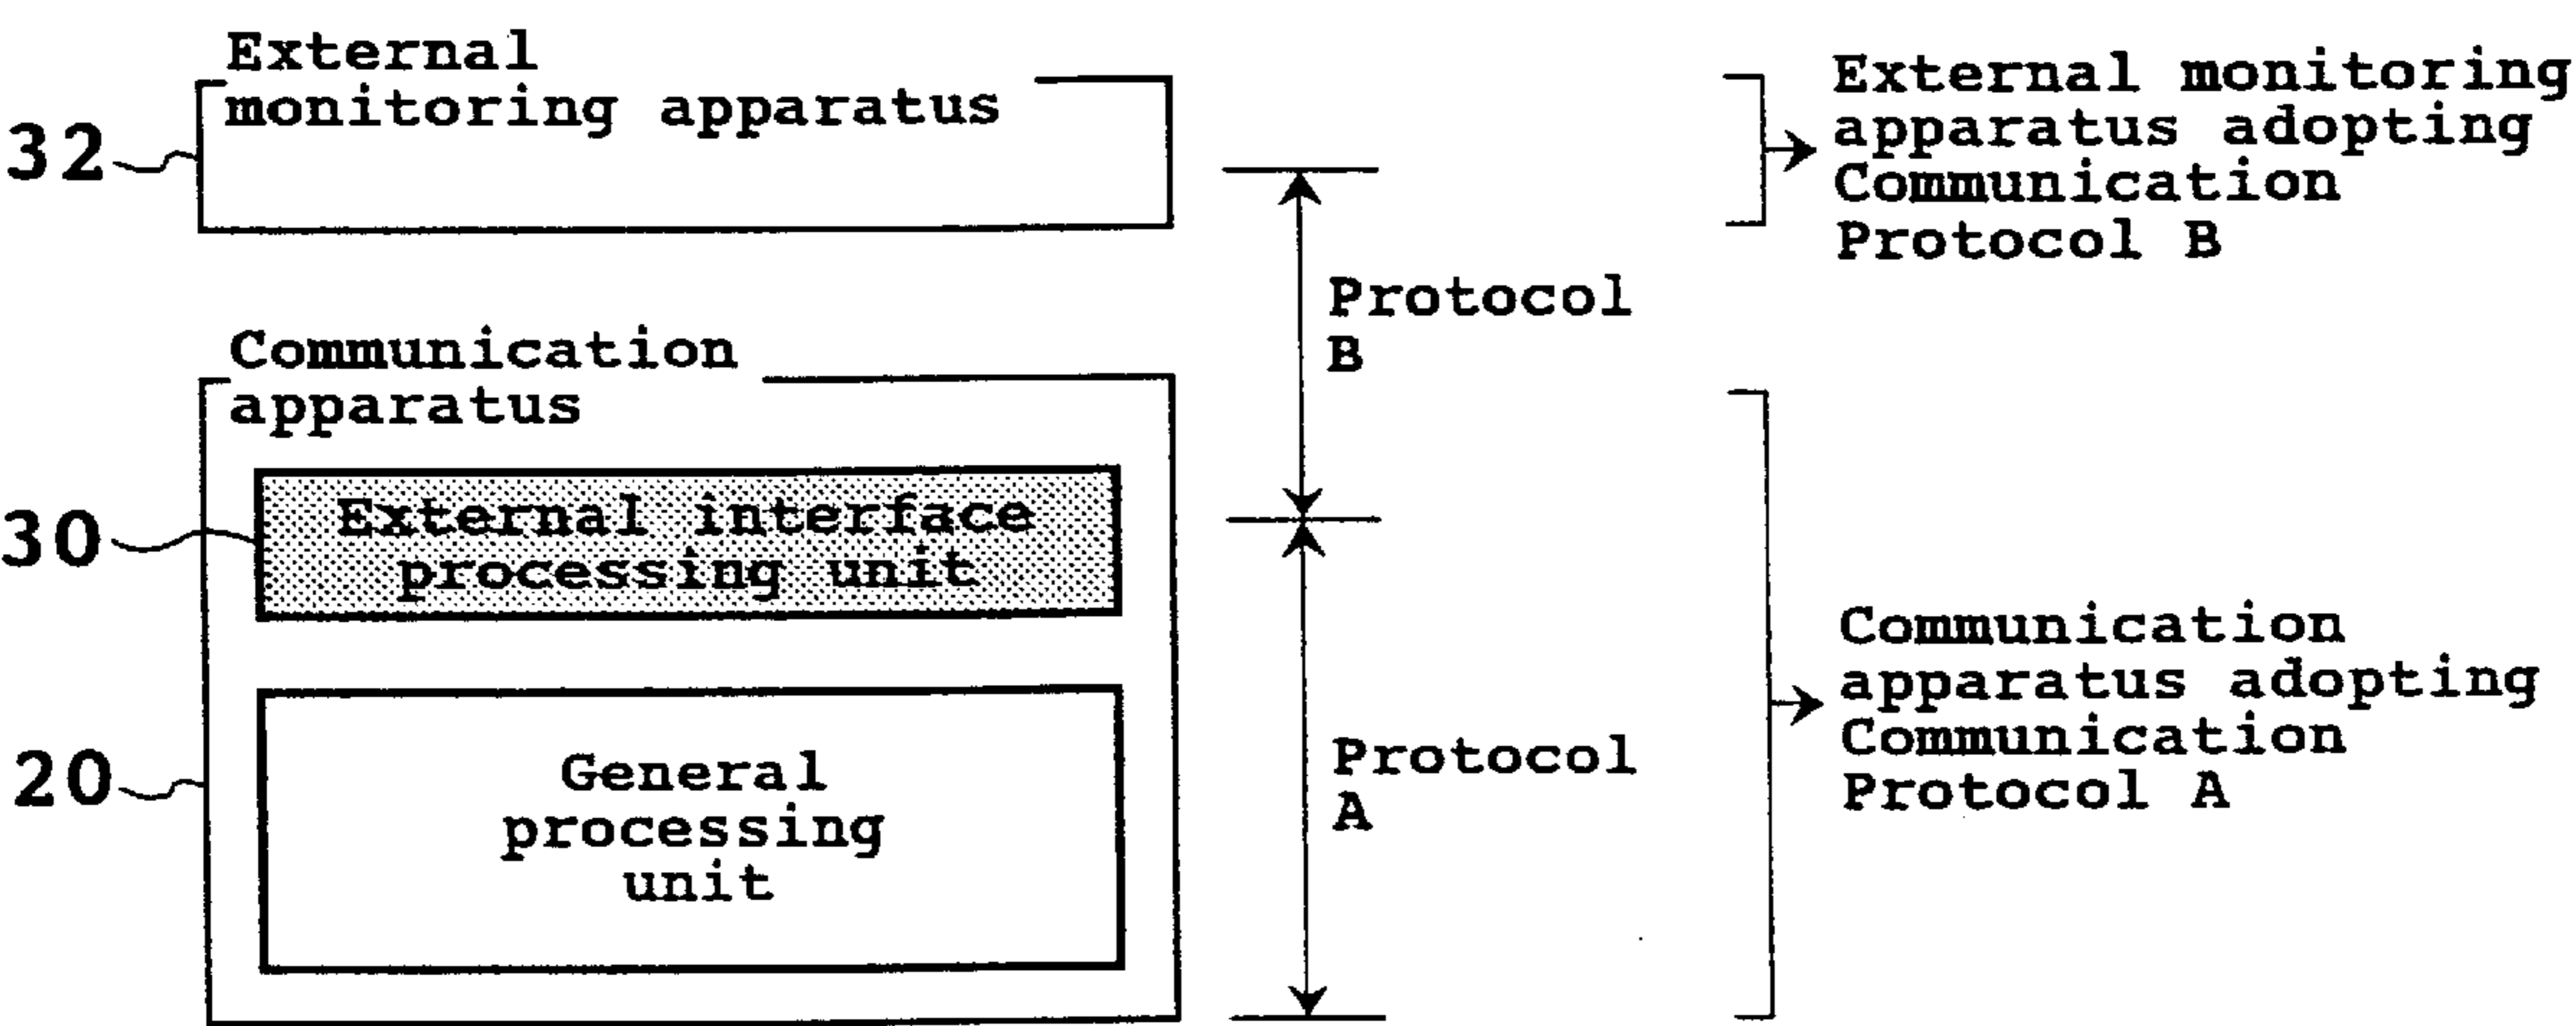 External
monitoring apparatus
32
Communication
apparatus
30
External interface
processing unit
20
General
processing
unit
Protocol
B
Protocol
A
External monitoring
apparatus adopting
Communication
Protocol B
Communication
apparatus adopting
Communication
Protocol A